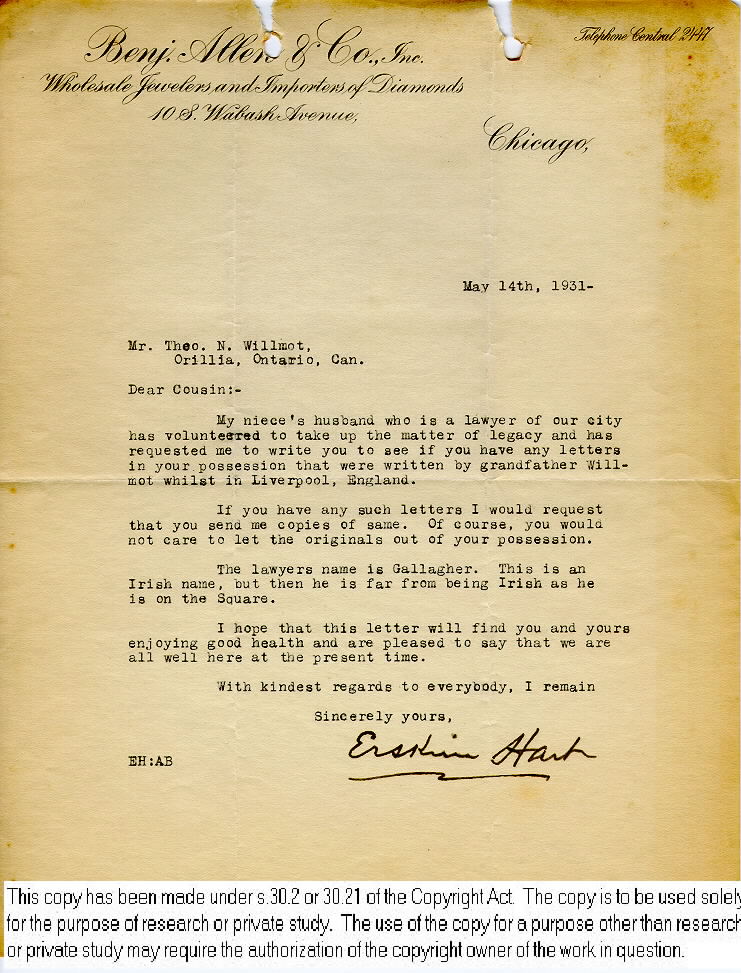 Benj. Allen & Co., Inc.
Telephone Central 2447
Wholesale Jewelers, and Importers of Diamonds
10 S. Wabash Avenue,
Chicago,
May 14th, 1931-
Mr. Theo. N. Willmot,
Orillia, Ontario, Can.
Dear Cousin:-
My niece's husband who is a lawyer of our city
has volunteered to take up the matter of legacy and has
requested me to write you to see if you have any letters
in your possession that were written by grandfather Will-
mot whilst in Liverpool, England.
If you have any such letters I would request
that you send me copies of same. Of course, you would
not care to let the originals out of your possession.
The lawyers name is Gallagher. This is an
Irish name, but then he is far from being Irish as he
is on the Square.
I hope that this letter will find you and yours
enjoying good health and are pleased to say that we are
all well here at the present time.
With kindest regards to everybody, I remain
Sincerely yours,
Erskine Hart
EH:AB
This copy has been made under s.30.2 or 30.21 of the Copyright Act. The copy is to be used solely
for the purpose of research or private study. The use of the copy for a purpose other than research
or private study may require the authorization of the copyright owner of the work in question.